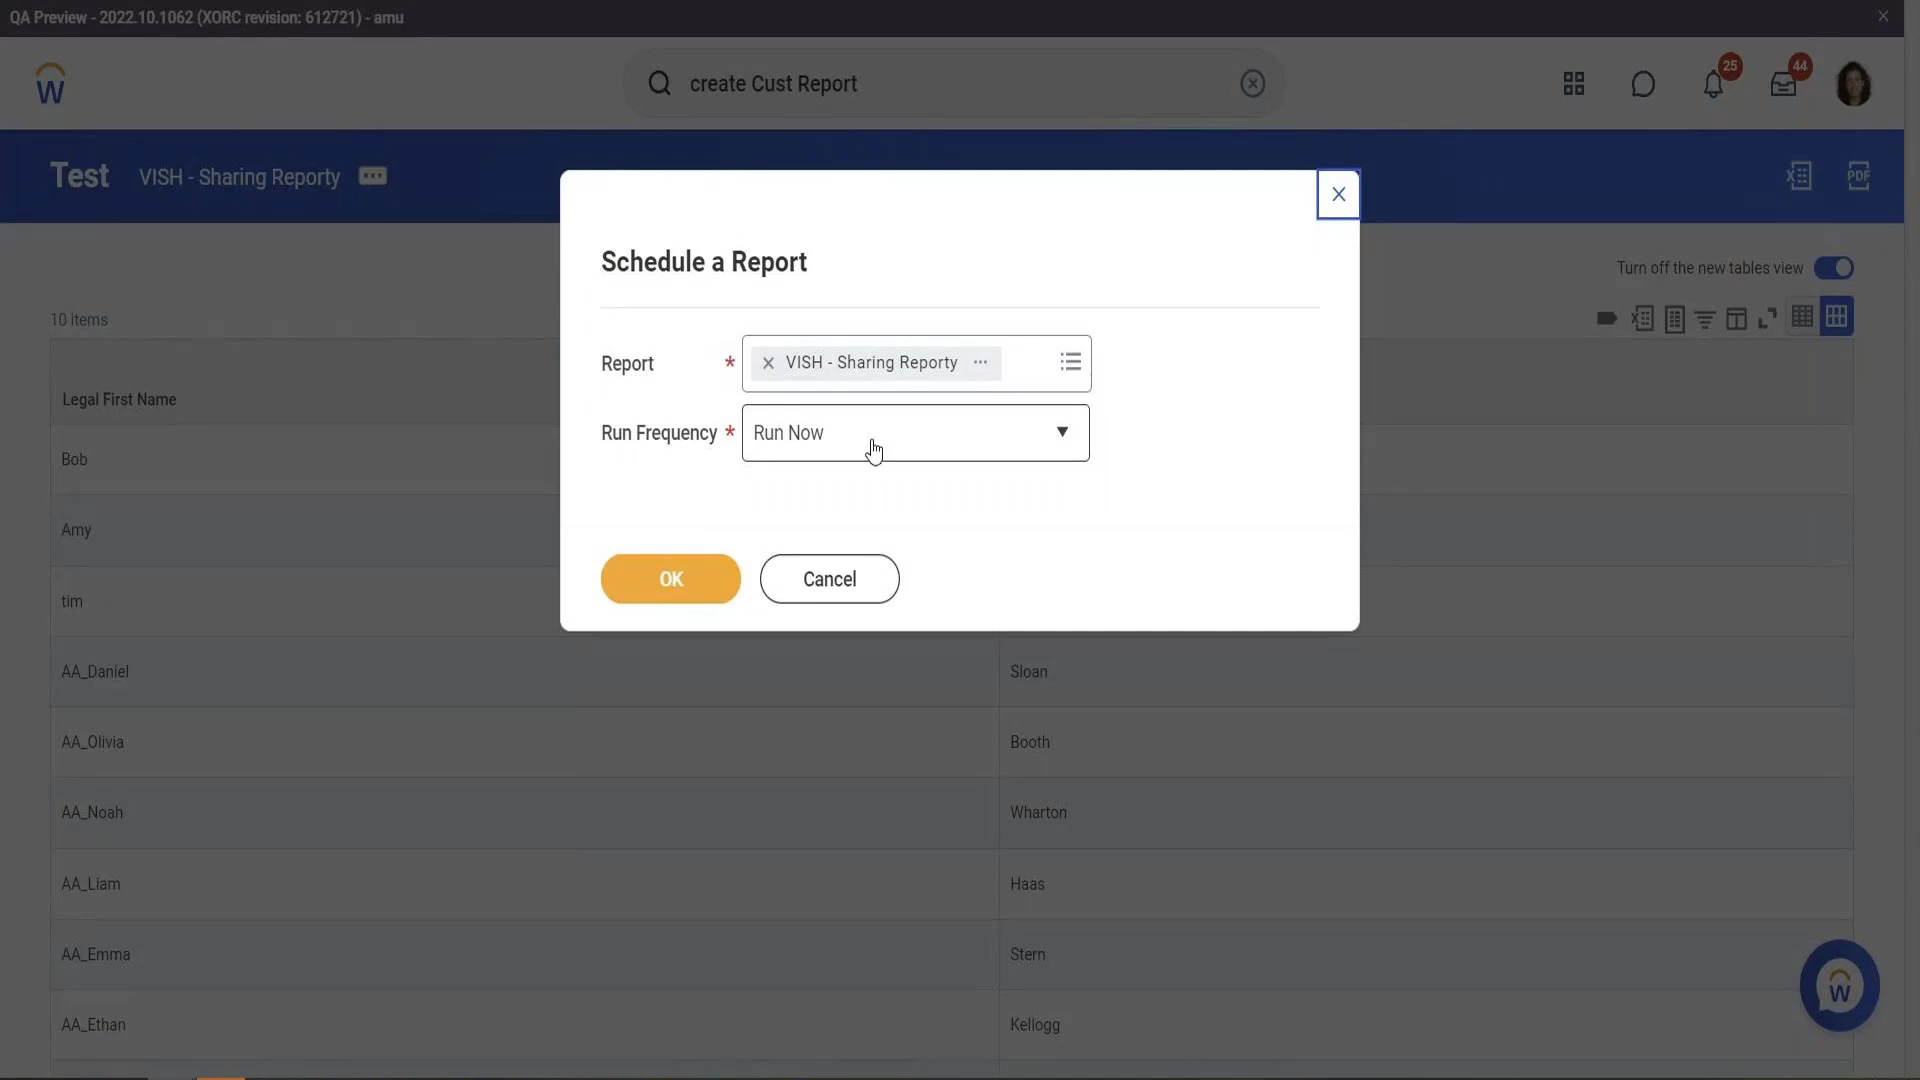 QA Preview - 2022.10.1062 (XORC revision: 612721) - amu
W
create Cust Report
25
44
Test VISH - Sharing Reporty
PDF
Turn off the new tables view
10 items
Schedule a Report
Report * VISH - Sharing Reporty
Run Frequency * Run Now
OK Cancel
Legal First Name
Bob
Amy
tim
AA_Daniel Sloan
AA_Olivia Booth
AA_Noah Wharton
AA_Liam Haas
AA_Emma Stern
AA_Ethan Kellogg
W